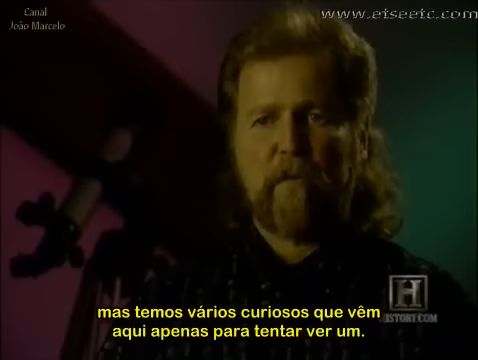 Canal
João Marcelo
www.etseetc.com
H
HISTORY.COM
mas temos vários curiosos que vêm
aqui apenas para tentar ver um.